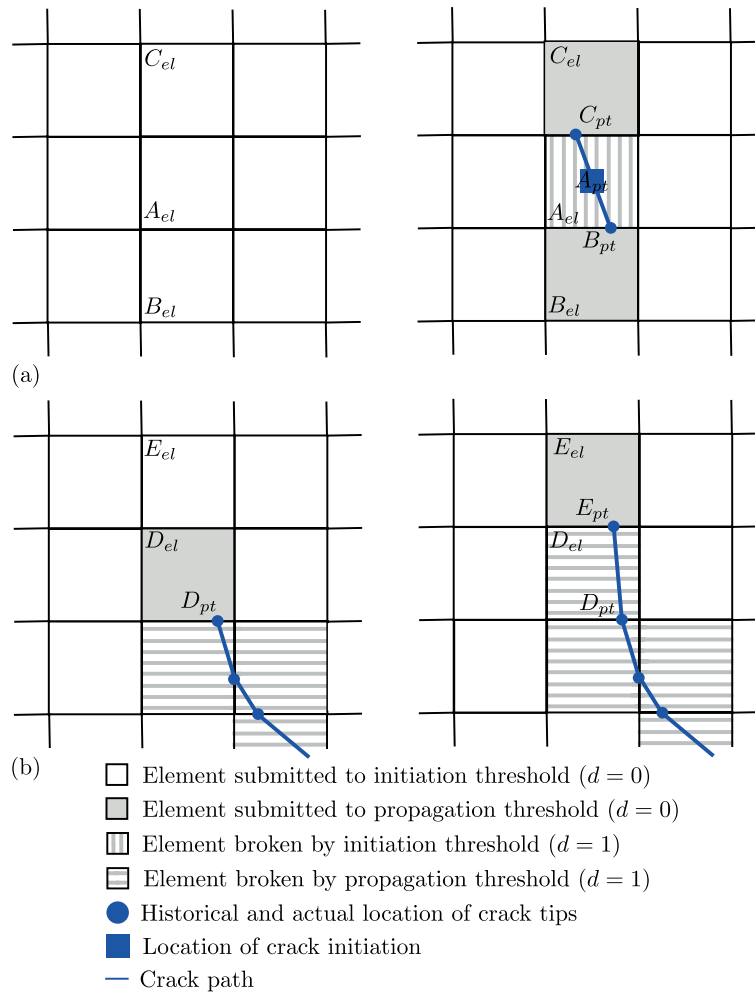 C_el
A_el
B_el
C_el
C_pt
A_pt
A_el
B_pt
B_el
(a)
E_el
D_el
D_pt
E_el
E_pt
D_el
D_pt
(b)
Element submitted to initiation threshold (d = 0)
Element submitted to propagation threshold (d = 0)
Element broken by initiation threshold (d = 1)
Element broken by propagation threshold (d = 1)
Historical and actual location of crack tips
Location of crack initiation
Crack path